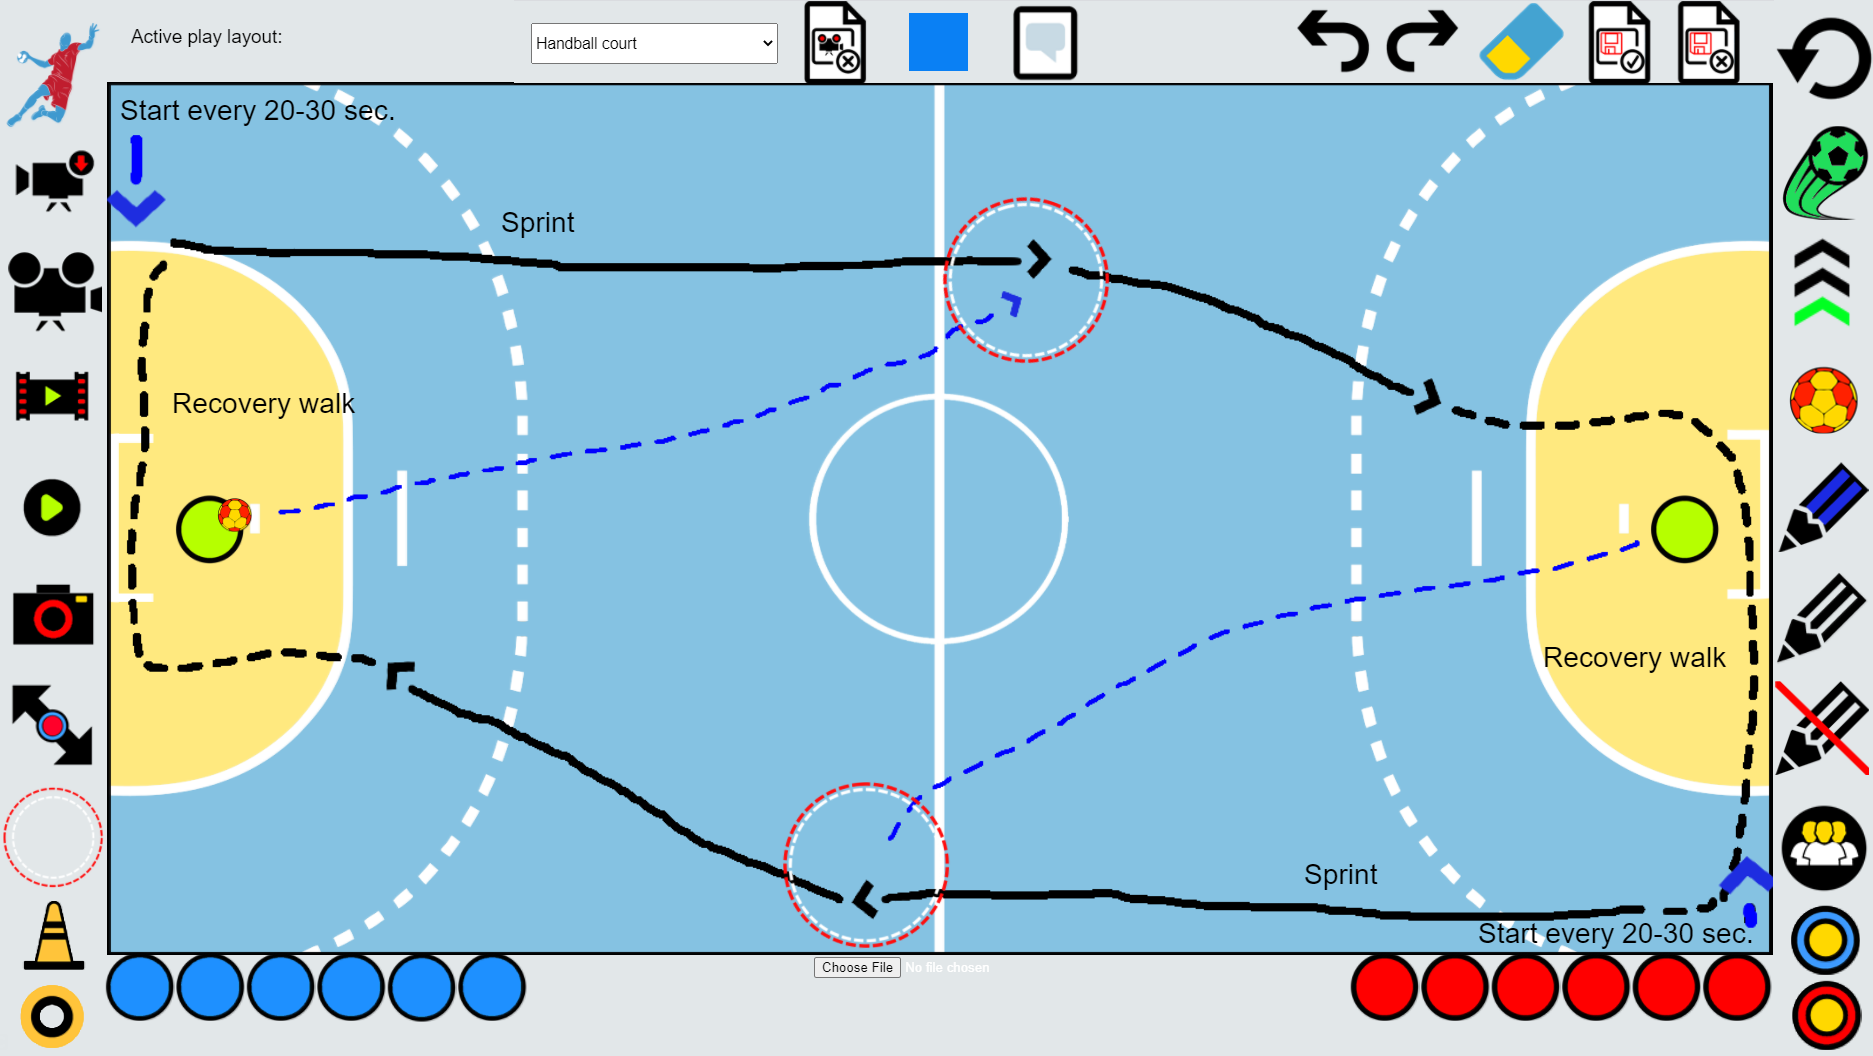 Active play layout:
Handball court
Start every 20-30 sec.
Sprint
Recovery walk
Recovery walk
Sprint
Start every 20-30 sec.
Choose File No file chosen